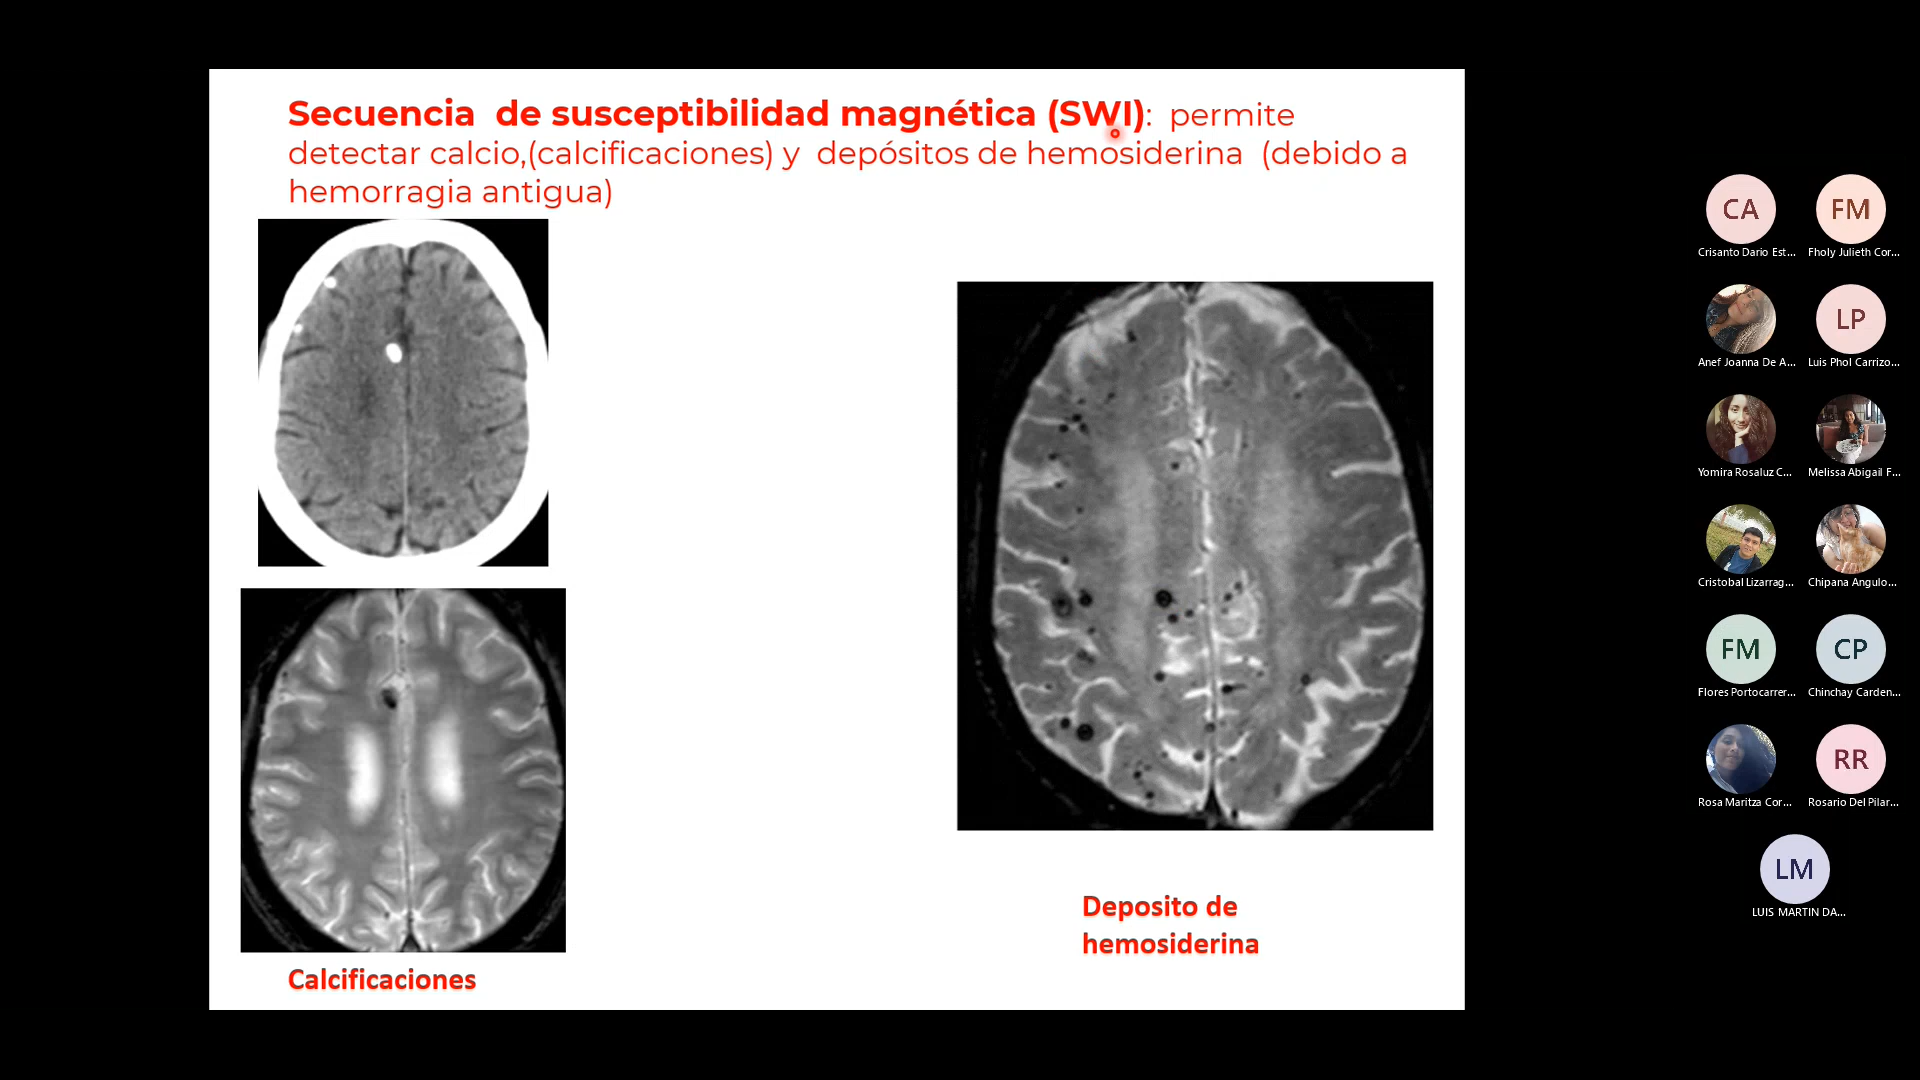 Secuencia de susceptibilidad magnética (SWI): permite
detectar calcio,(calcificaciones) y depósitos de hemosiderina (debido a
hemorragia antigua)
Calcificaciones
Deposito de
hemosiderina
CA
FM
Crisanto Dario Est...
Fholy Julieth Cor...
LP
Anef Joanna De A...
Luis Phol Carrizo...
Yomira Rosaluz C...
Melissa Abigail F...
Cristobal Lizarrag...
Chipana Angulo...
FM
CP
Flores Portocarrer...
Chinchay Carden...
RR
Rosa Maritza Cor...
Rosario Del Pilar...
LM
LUIS MARTIN DA...